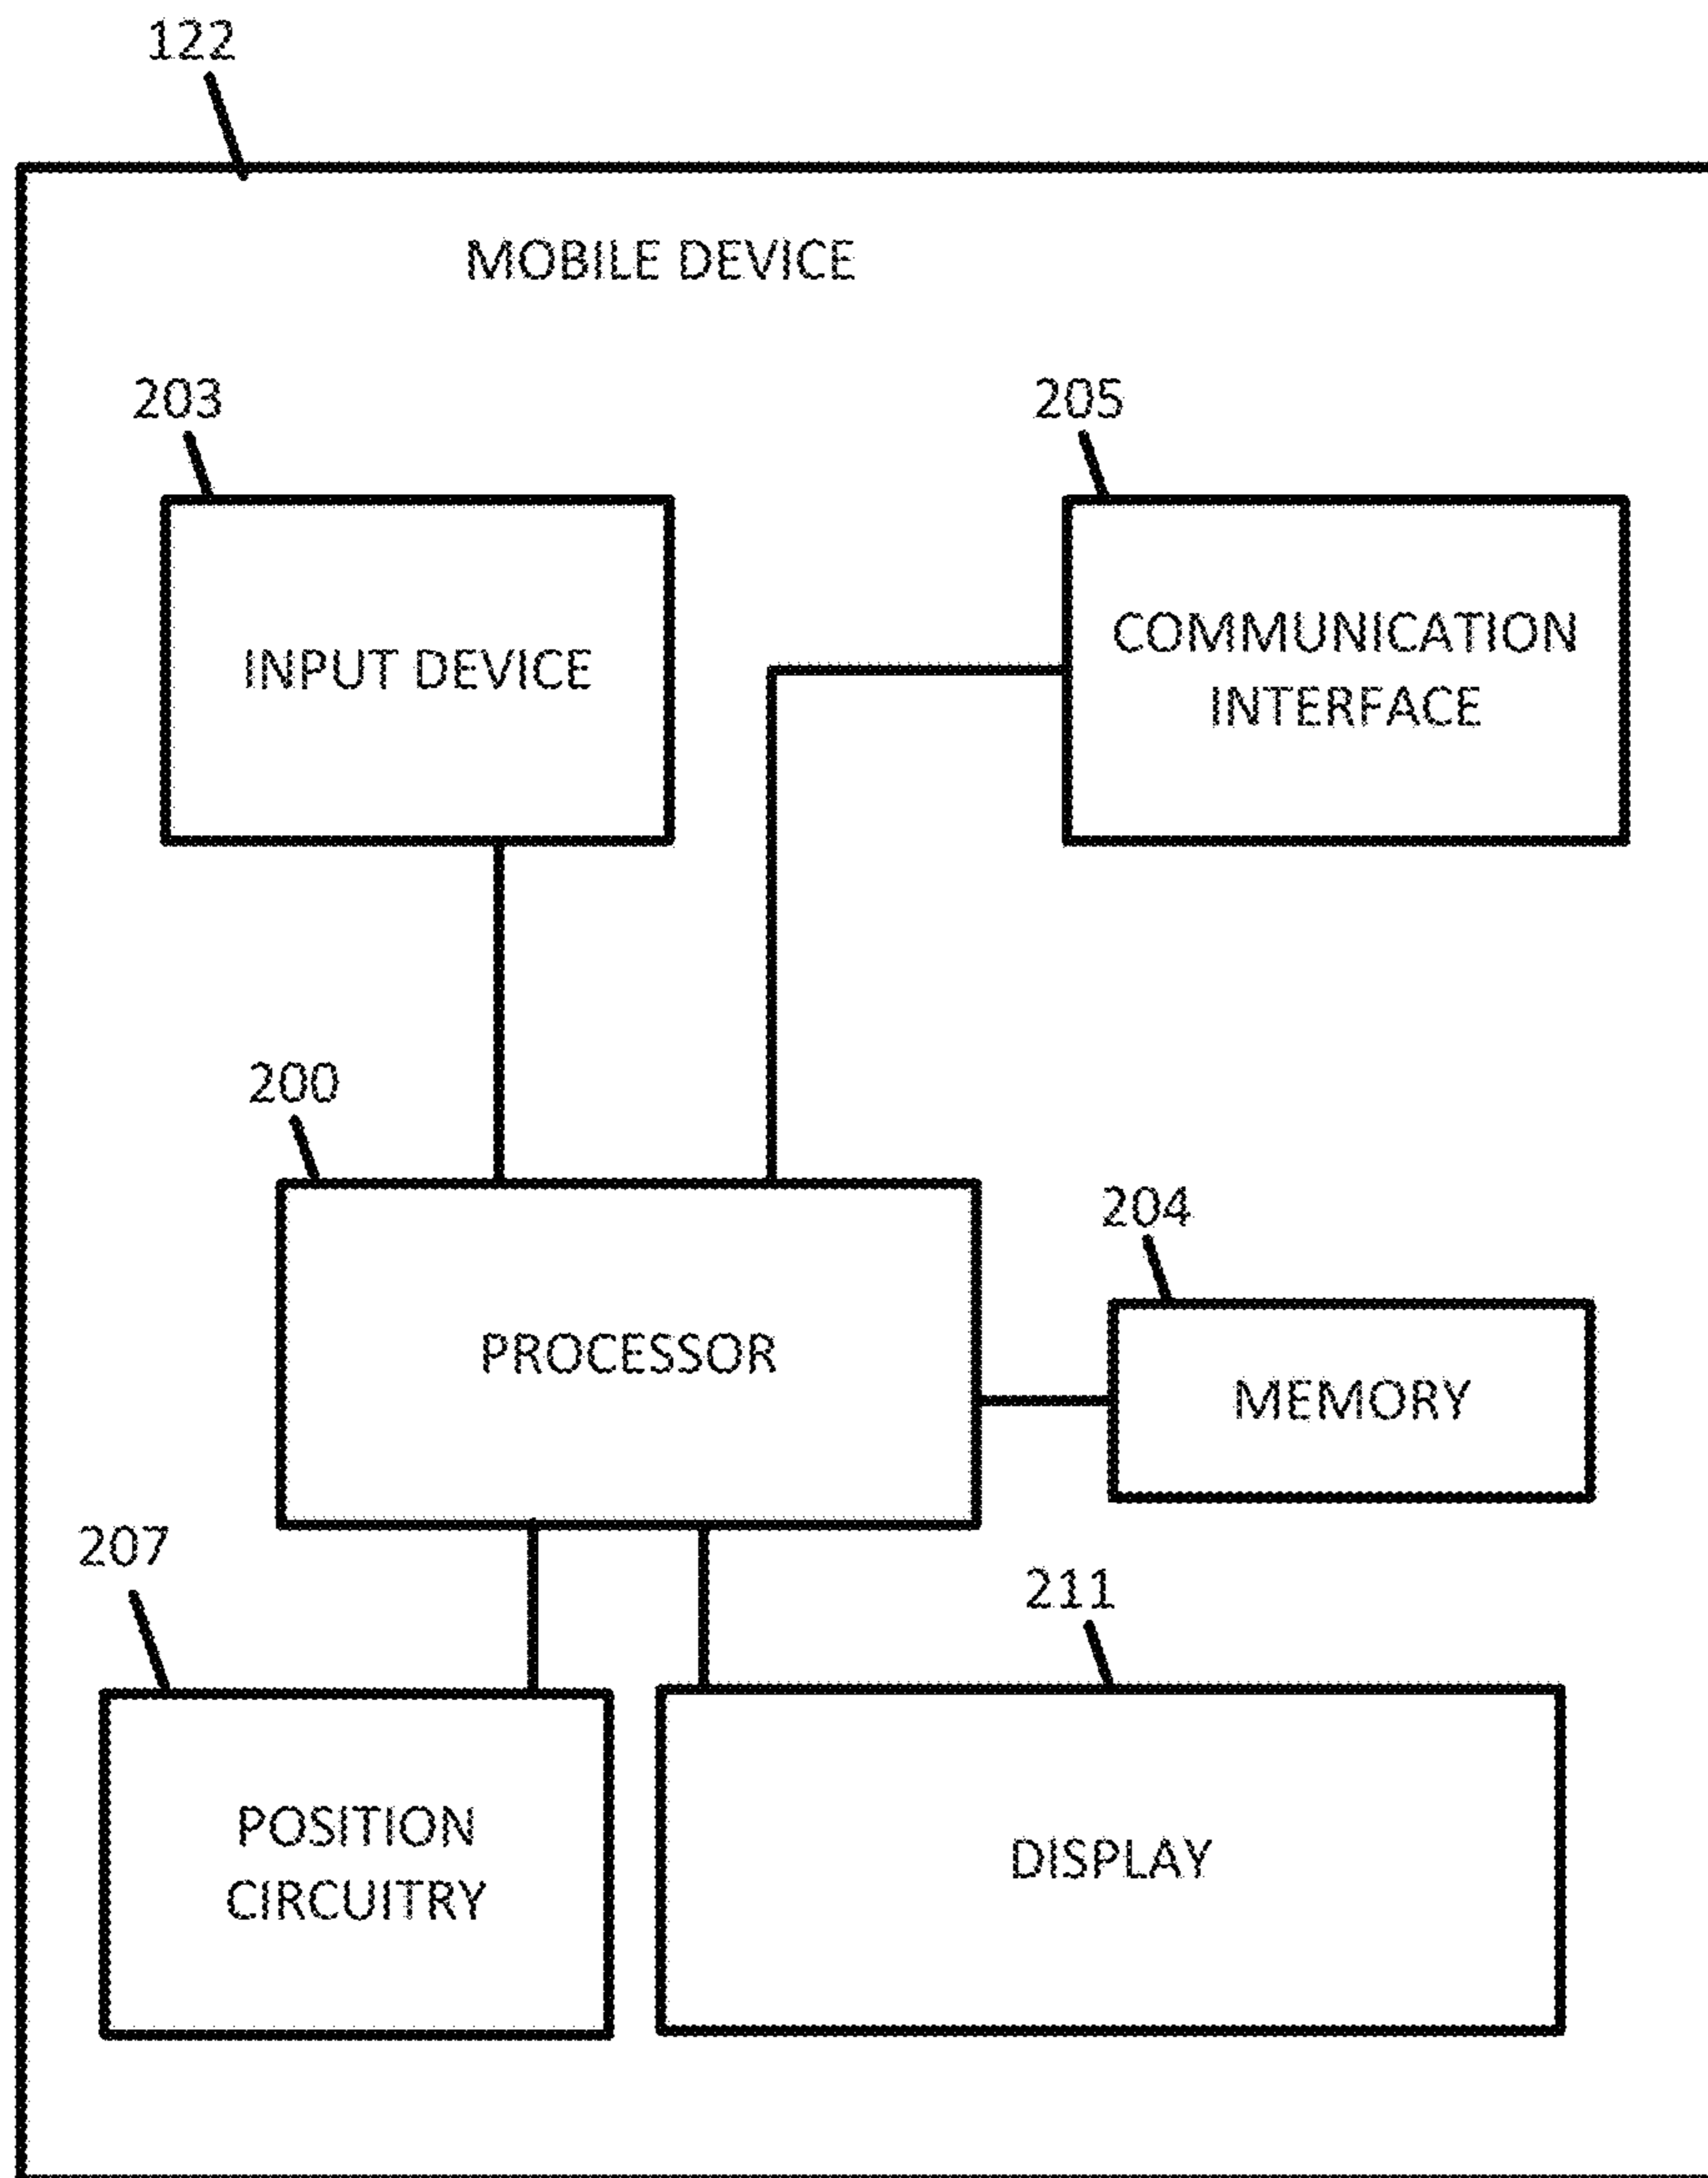 122
MOBILE DEVICE
203
205
INPUT DEVICE
COMMUNICATION
INTERFACE
200
204
PROCESSOR
MEMORY
207
211
POSITION
CIRCUITRY
DISPLAY